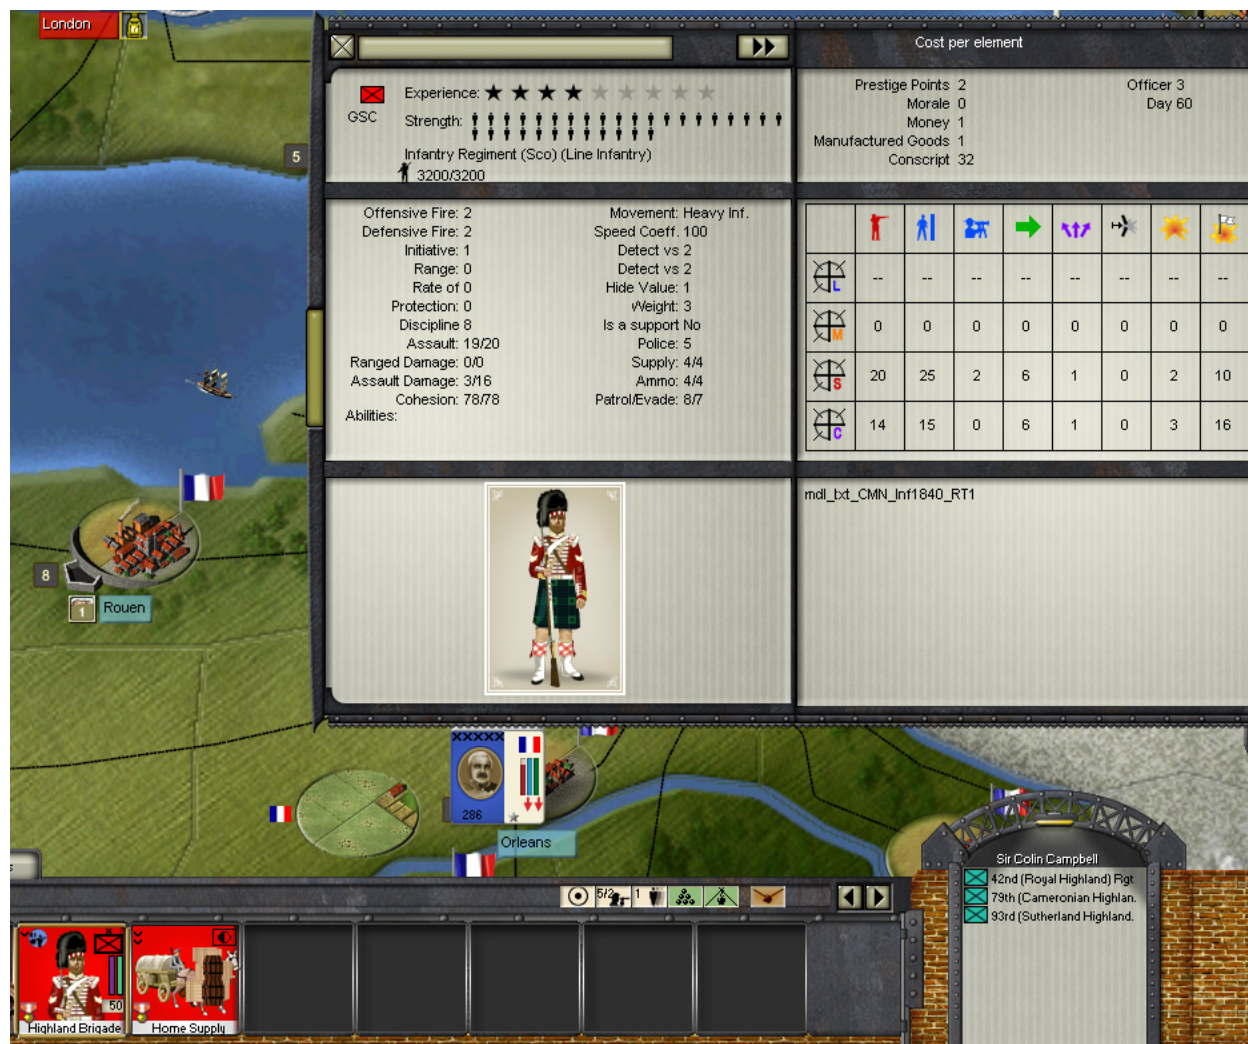 London
Cost per element
Experience:
GSC
Strength:
Infantry Regiment (Sco) (Line Infantry)
3200/3200
Prestige Points 2
Morale 0
Money 1
Manufactured Goods 1
Conscript 32
Officer 3
Day 60
5
Offensive Fire: 2
Defensive Fire: 2
Initiative: 1
Range: 0
Rate of 0
Protection: 0
Discipline 8
Assault: 19/20
Ranged Damage: 0/0
Assault Damage: 3/16
Cohesion: 78/78
Abilities:
Movement: Heavy Inf.
Speed Coeff. 100
Detect vs 2
Detect vs 2
Hide Value: 1
Weight: 3
Is a support No
Police: 5
Supply: 4/4
Ammo: 4/4
Patrol/Evade: 8/7
L -- -- -- -- -- -- -- --
M 0 0 0 0 0 0 0 0
S 20 25 2 6 1 0 2 10
C 14 15 0 6 1 0 3 16
mdl_txt_CMN_Inf1840_RT1
8
1
Rouen
XXXXX
286
Orleans
Sir Colin Campbell
42nd (Royal Highland) Rgt
79th (Cameronian Highlan.
93rd (Sutherland Highland.
5/2
1
50
Highland Brigade
Home Supply